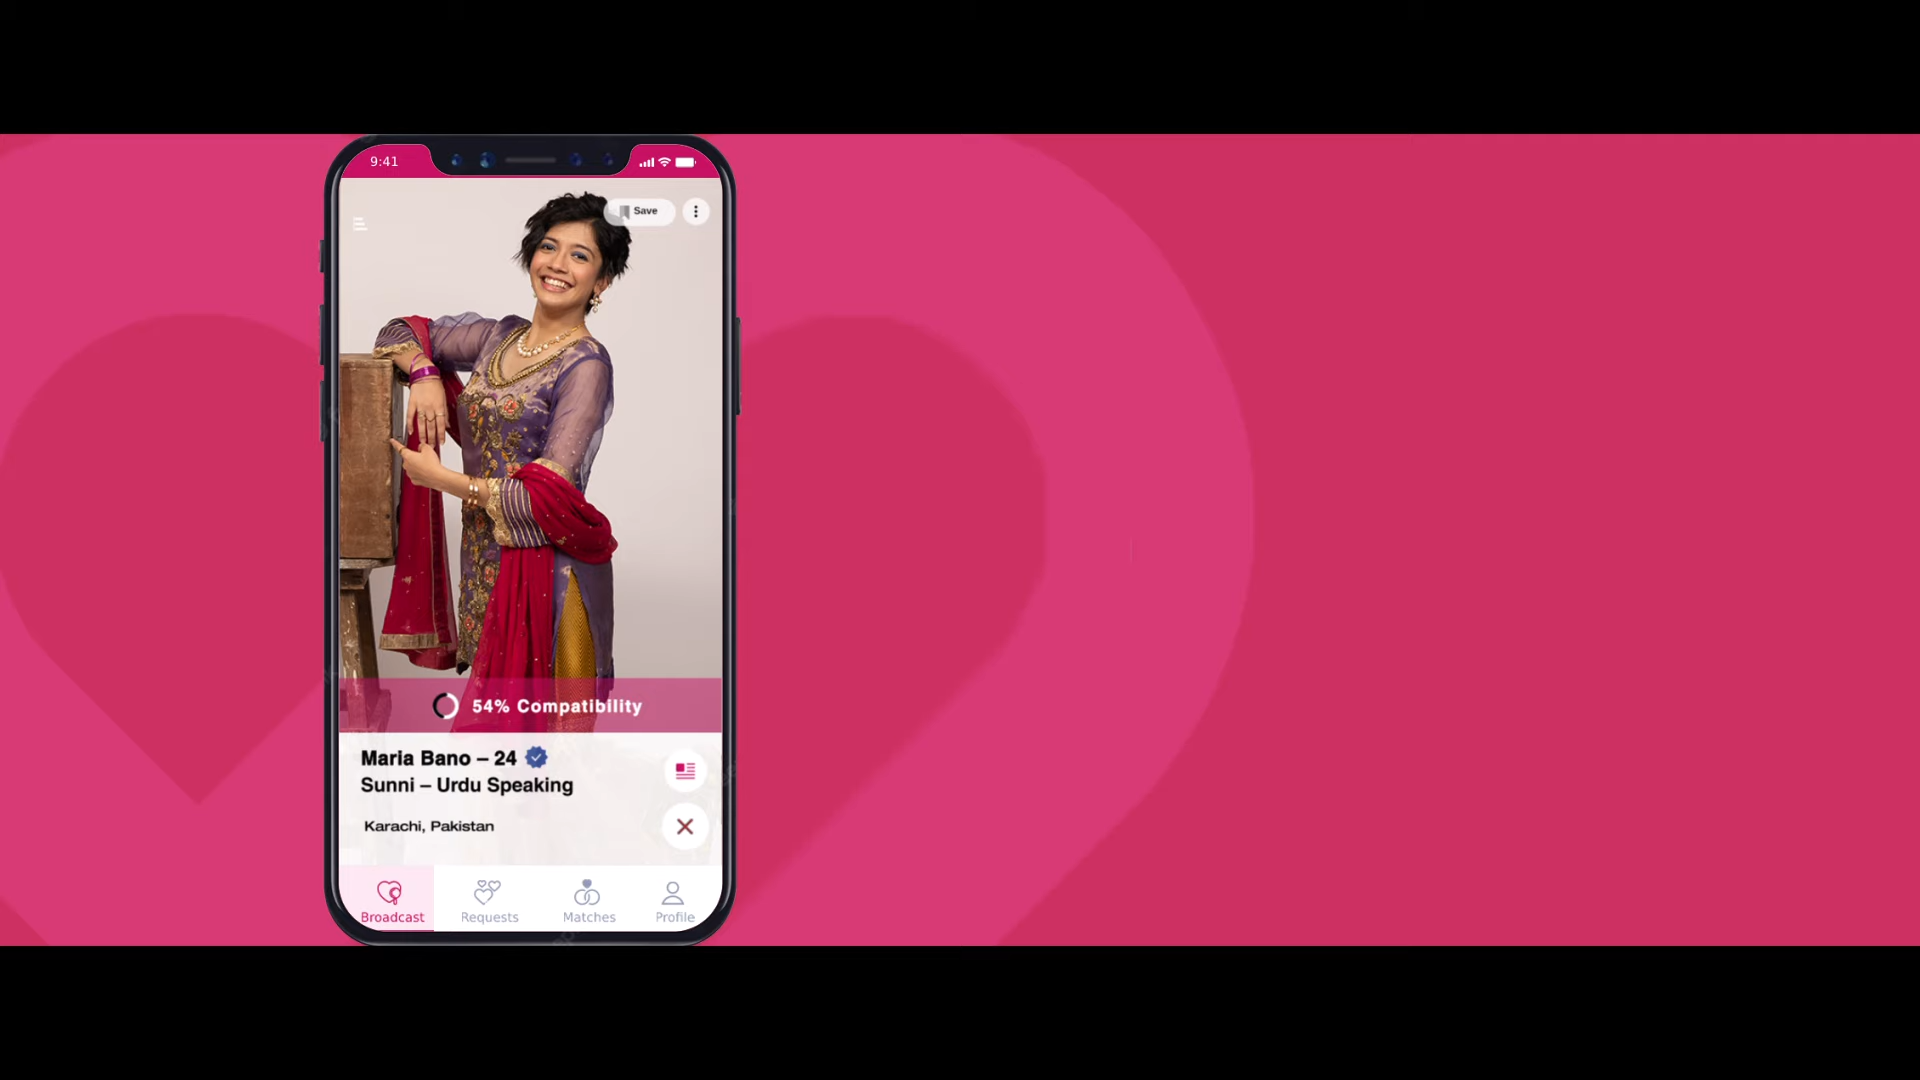 9:41
Save
54% Compatibility
Maria Bano – 24
Sunni – Urdu Speaking
Karachi, Pakistan
Broadcast
Requests
Matches
Profile